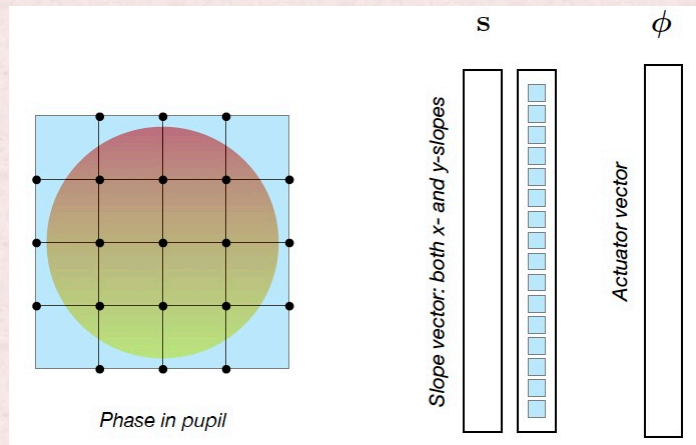 s
ϕ
Slope vector: both x- and y-slopes
Actuator vector
Phase in pupil